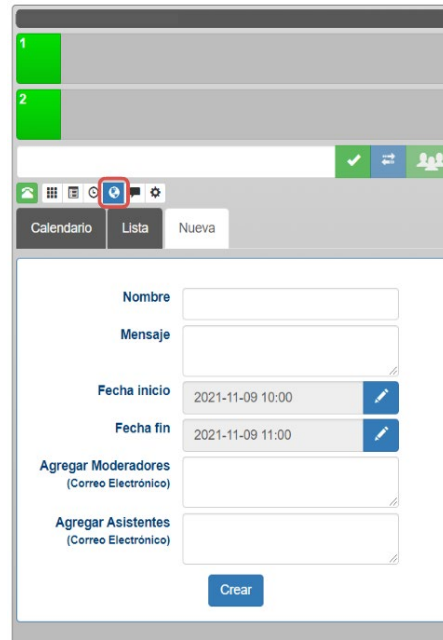 1
2
Calendario Lista Nueva
Nombre
Mensaje
Fecha inicio 2021-11-09 10:00
Fecha fin 2021-11-09 11:00
Agregar Moderadores
(Correo Electrónico)
Agregar Asistentes
(Correo Electrónico)
Crear